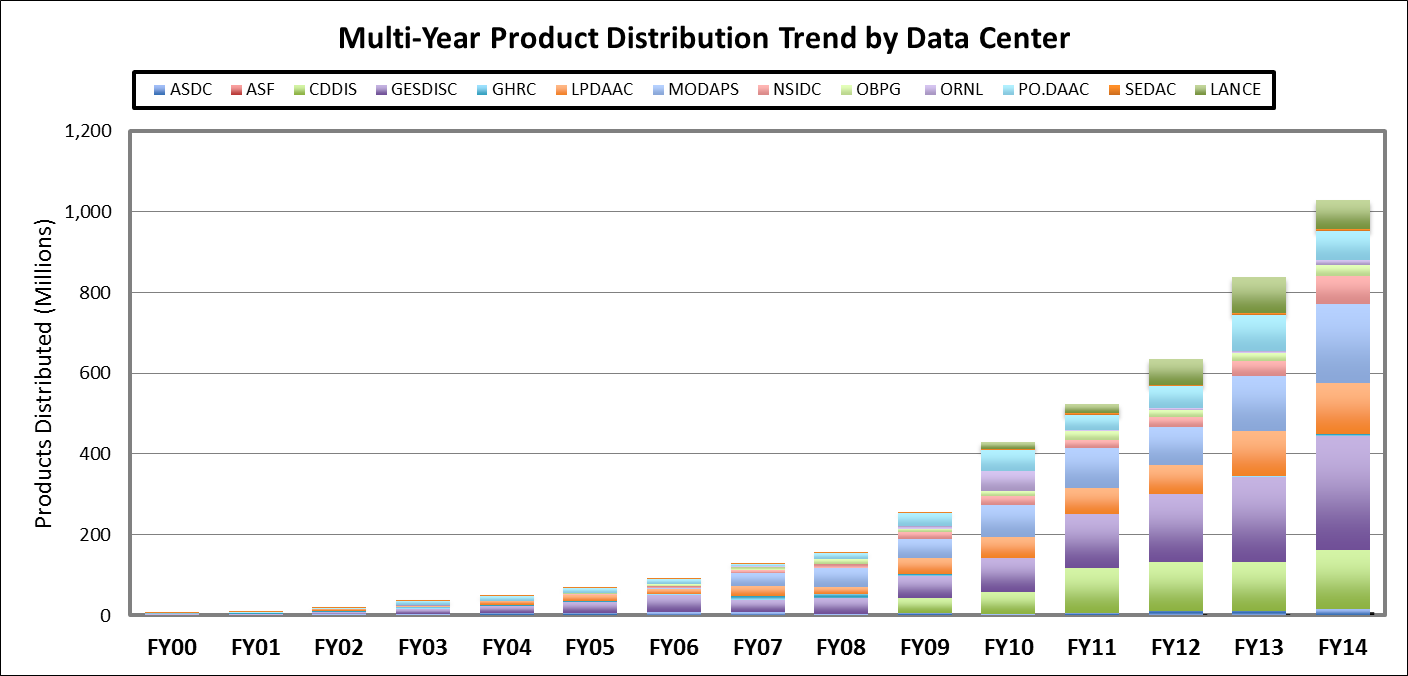 Multi-Year Product Distribution Trend by Data Center
ASDC ASF CDDIS GESDISC GHRC LPDAAC MODAPS NSIDC OBPG ORNL PO.DAAC SEDAC LANCE
Products Distributed (Millions)
1,200
1,000
800
600
400
200
0
FY00 FY01 FY02 FY03 FY04 FY05 FY06 FY07 FY08 FY09 FY10 FY11 FY12 FY13 FY14